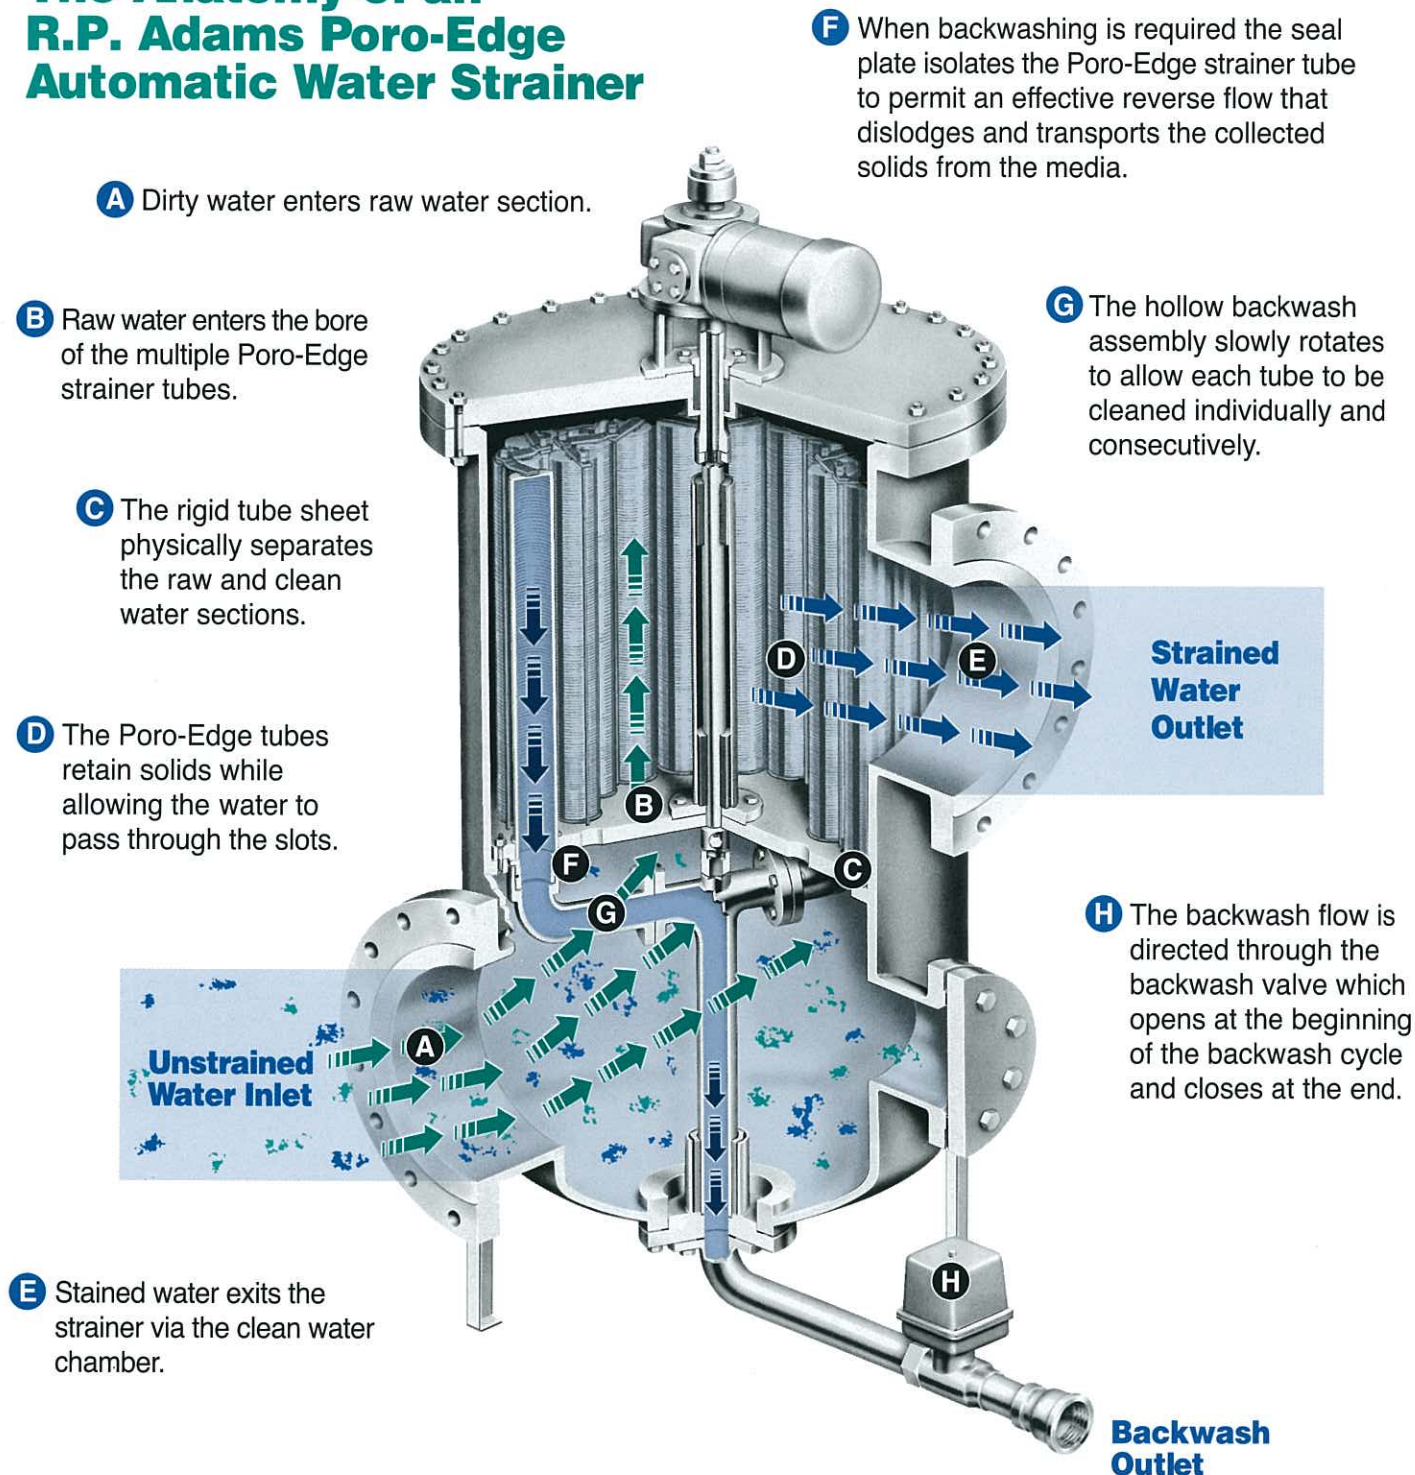 The Anatomy of an
R.P. Adams Poro-Edge
Automatic Water Strainer
F When backwashing is required the seal
plate isolates the Poro-Edge strainer tube
to permit an effective reverse flow that
dislodges and transports the collected
solids from the media.
A Dirty water enters raw water section.
B Raw water enters the bore
of the multiple Poro-Edge
strainer tubes.
G The hollow backwash
assembly slowly rotates
to allow each tube to be
cleaned individually and
consecutively.
C The rigid tube sheet
physically separates
the raw and clean
water sections.
D The Poro-Edge tubes
retain solids while
allowing the water to
pass through the slots.
D
E
Strained
Water
Outlet
B
F
C
G
H The backwash flow is
directed through the
backwash valve which
opens at the beginning
of the backwash cycle
and closes at the end.
A
Unstrained
Water Inlet
E Stained water exits the
strainer via the clean water
chamber.
H
Backwash
Outlet